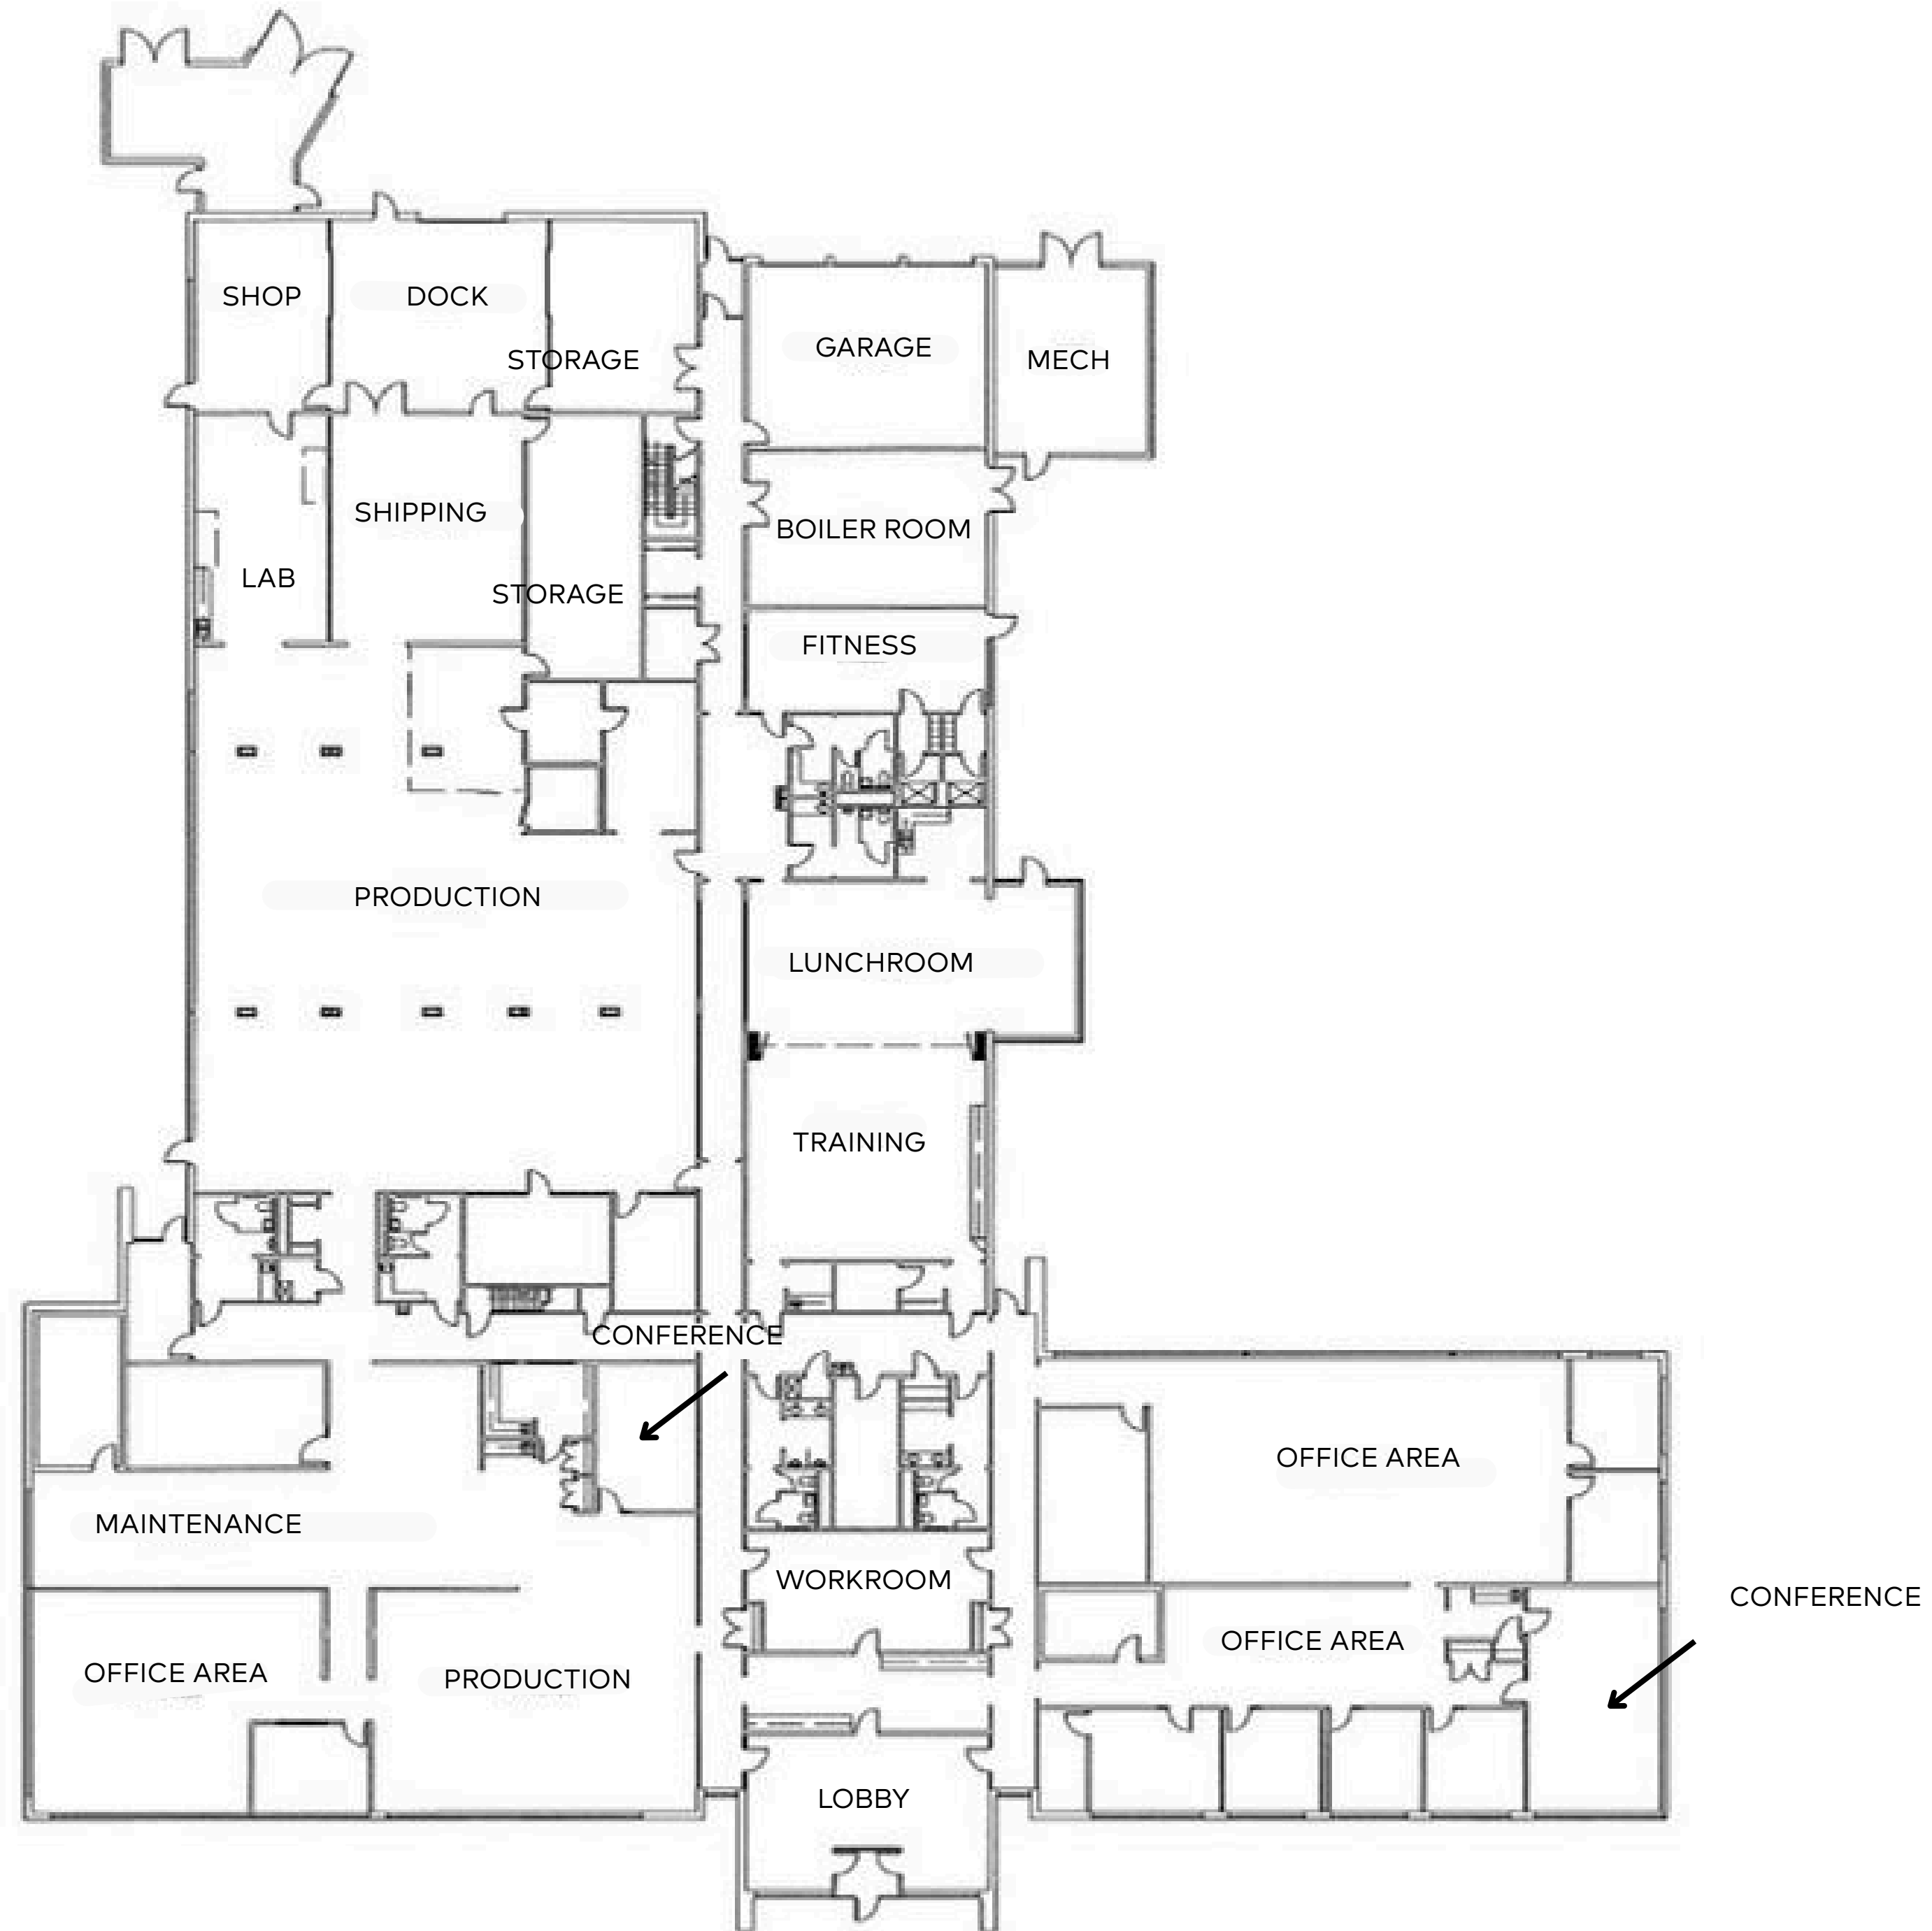 SHOP
DOCK
STORAGE
GARAGE
MECH
SHIPPING
BOILER ROOM
LAB
STORAGE
FITNESS
PRODUCTION
LUNCHROOM
TRAINING
CONFERENCE
OFFICE AREA
MAINTENANCE
WORKROOM
CONFERENCE
OFFICE AREA
OFFICE AREA
PRODUCTION
LOBBY